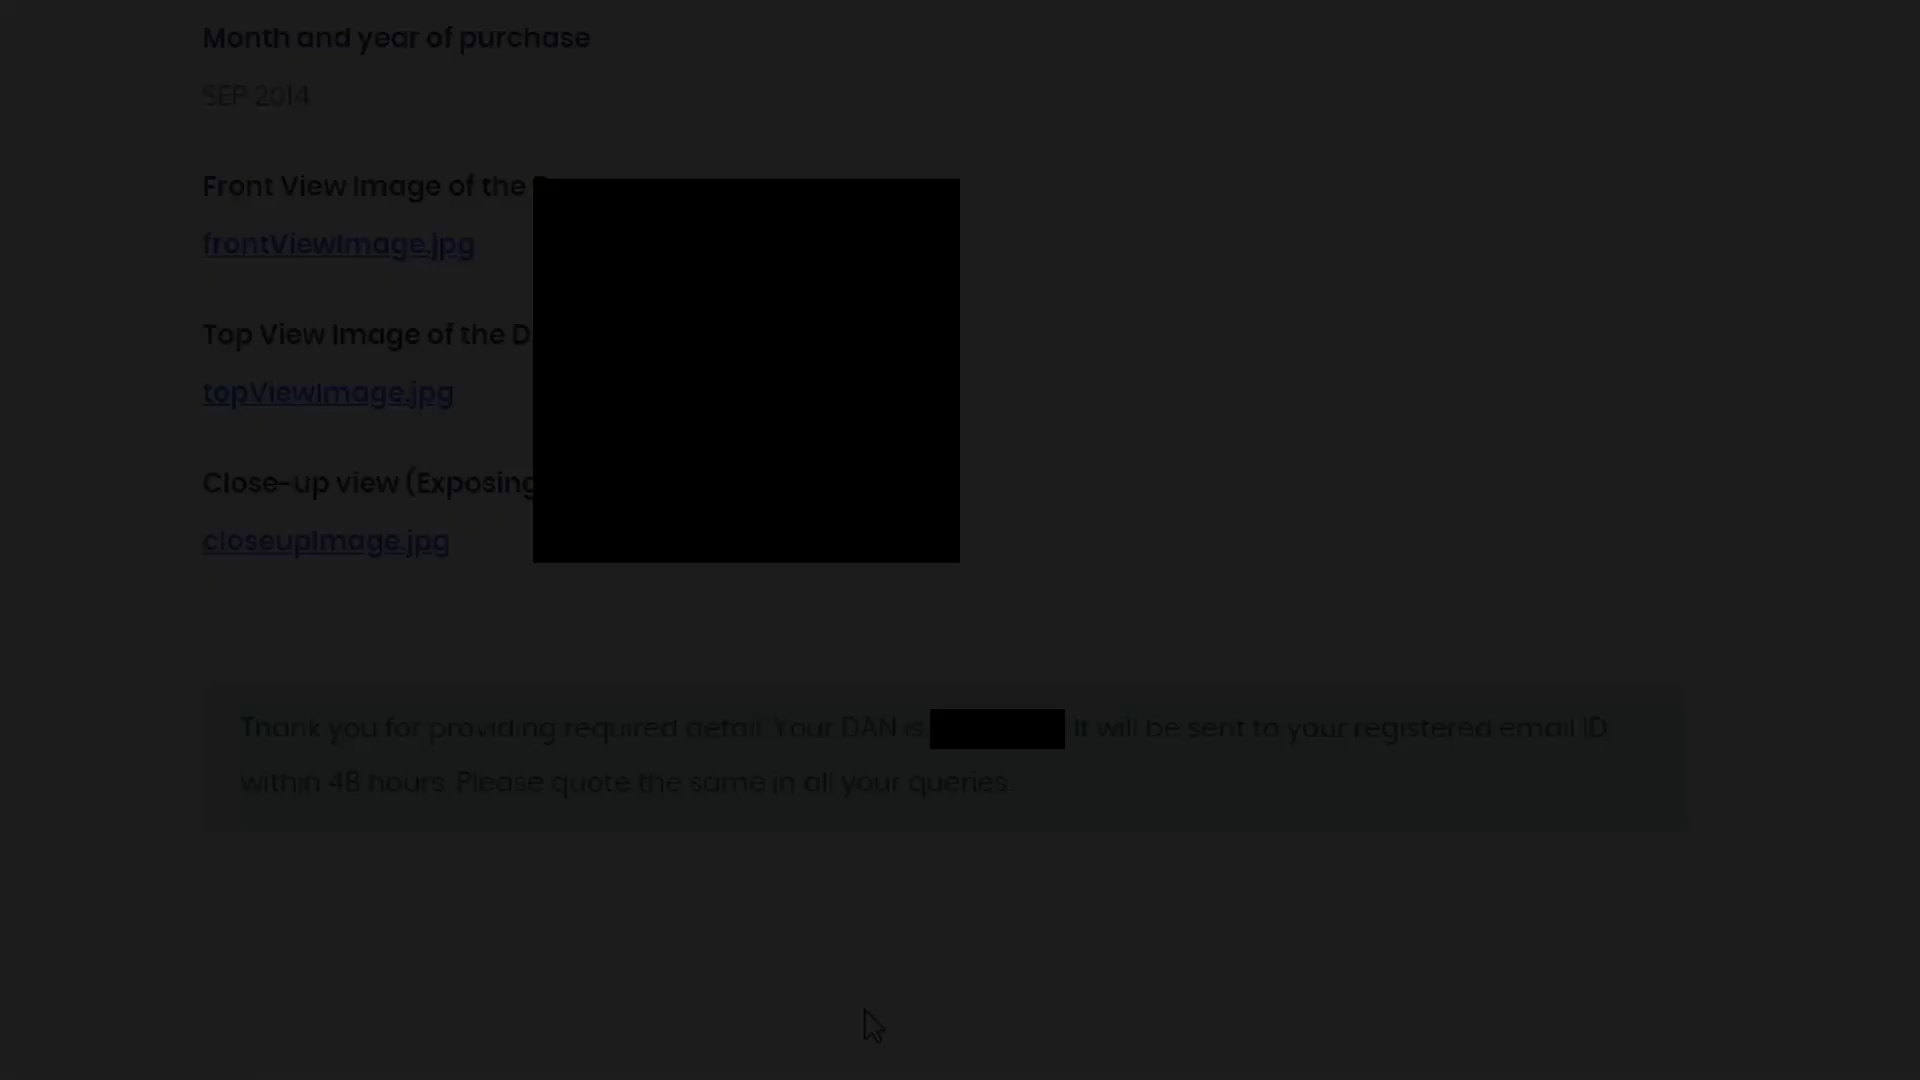 Month and year of purchase
SEP 2014
Front View Image of the
frontViewImage.jpg
Top View Image of the D
topViewImage.jpg
Close-up view (Exposing
closeupImage.jpg
Thank you for providing required detail. Your DAN is It will be sent to your registered email ID
within 48 hours. Please quote the same in all your queries.